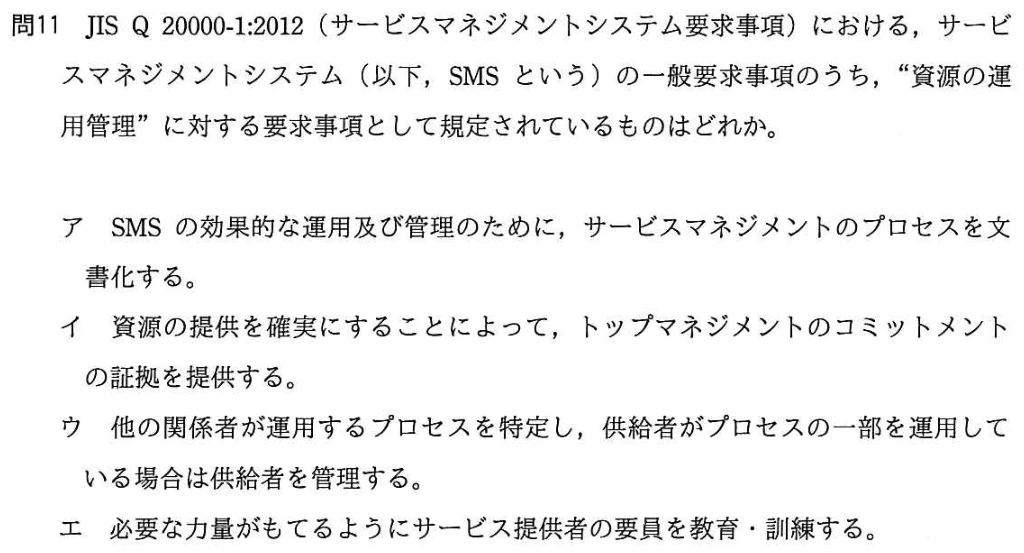 問11 JIS Q 20000-1:2012（サービスマネジメントシステム要求事項）における，サービ
スマネジメントシステム（以下，SMS という）の一般要求事項のうち，“資源の運
用管理”に対する要求事項として規定されているものはどれか。
ア SMS の効果的な運用及び管理のために，サービスマネジメントのプロセスを文
書化する。
イ 資源の提供を確実にすることによって，トップマネジメントのコミットメント
の証拠を提供する。
ウ 他の関係者が運用するプロセスを特定し，供給者がプロセスの一部を運用して
いる場合は供給者を管理する。
エ 必要な力量がもてるようにサービス提供者の要員を教育・訓練する。